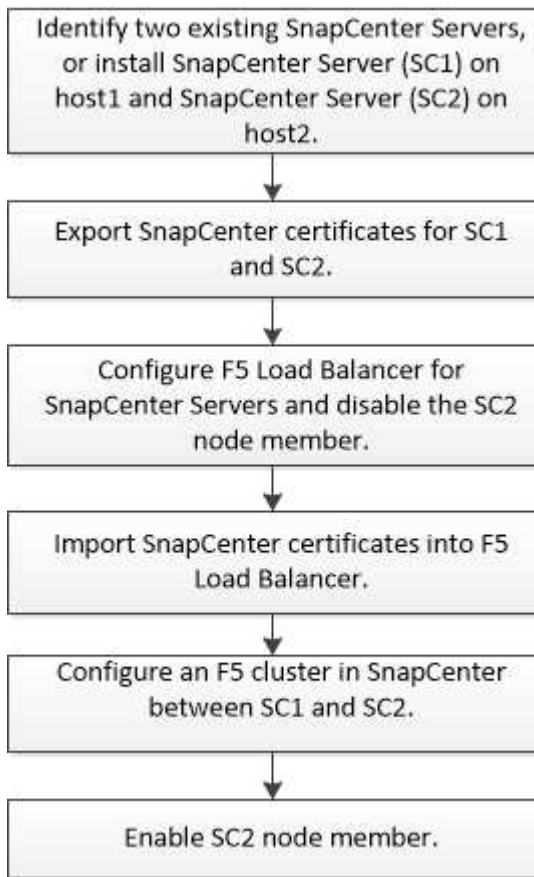 Identify two existing SnapCenter Servers,
or install SnapCenter Server (SC1) on
host1 and SnapCenter Server (SC2) on
host2.
Export SnapCenter certificates for SC1
and SC2.
Configure F5 Load Balancer for
SnapCenter Servers and disable the SC2
node member.
Import SnapCenter certificates into F5
Load Balancer.
Configure an F5 cluster in SnapCenter
between SC1 and SC2.
Enable SC2 node member.